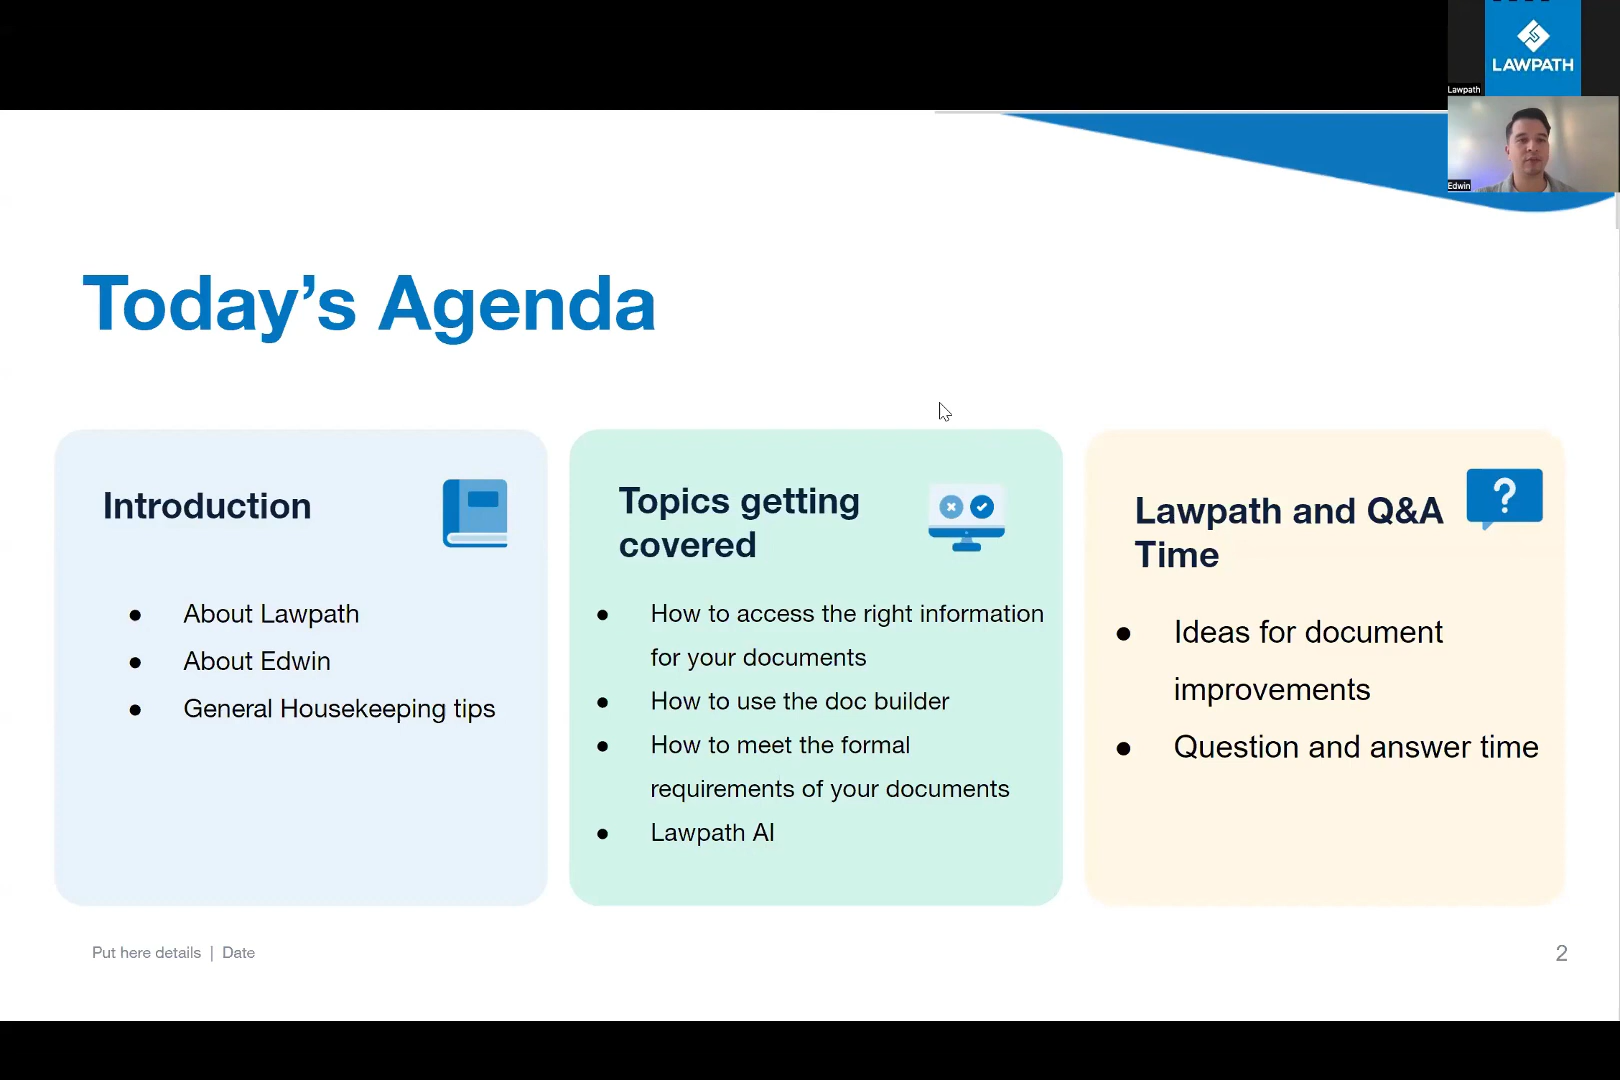 LAWPATH
Lawpath
Edwin
Today’s Agenda
Introduction
● About Lawpath
● About Edwin
● General Housekeeping tips
Topics getting
covered
● How to access the right information
for your documents
● How to use the doc builder
● How to meet the formal
requirements of your documents
● Lawpath AI
Lawpath and Q&A
Time
?
● Ideas for document
improvements
● Question and answer time
Put here details | Date
2